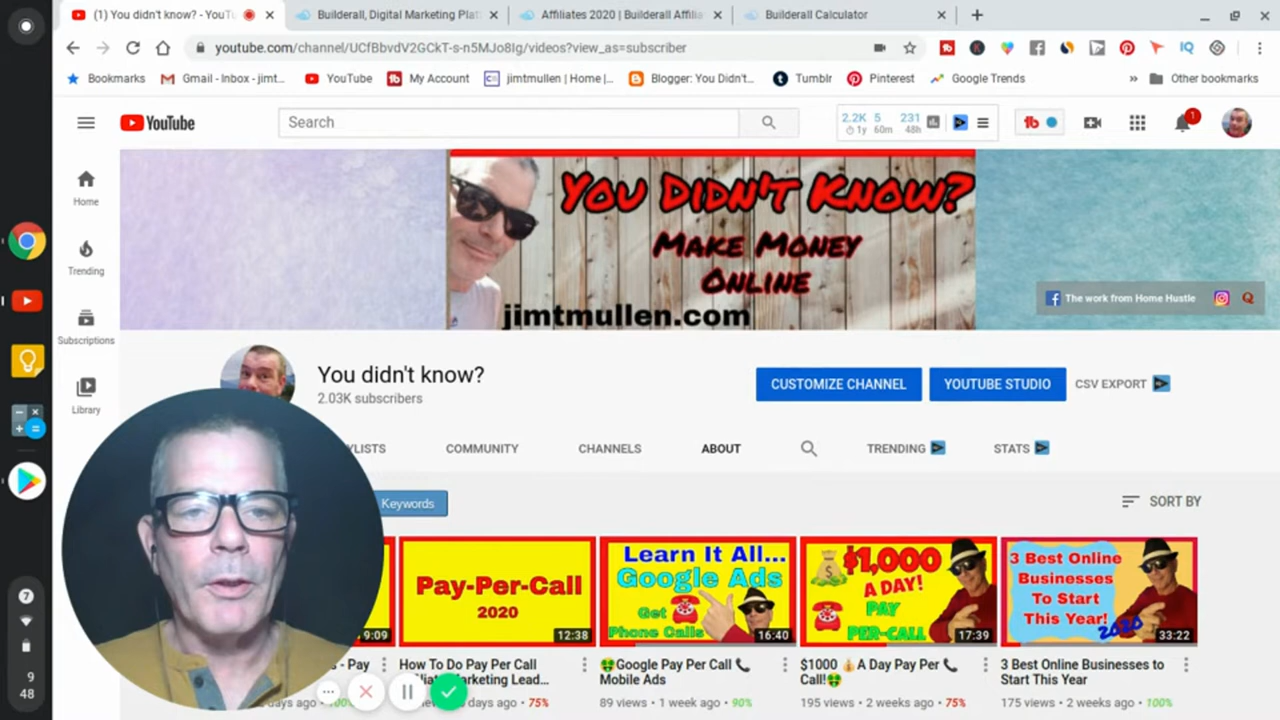 (1) You didn't know? - YouTu
Builderall, Digital Marketing Plat
Affiliates 2020 | Builderall Affilia
Builderall Calculator
youtube.com/channel/UCfBbvdV2GCkT-s-n5MJo8Ig/videos?view_as=subscriber
Bookmarks
Gmail - Inbox - jimt...
YouTube
My Account
jimtmullen | Home |...
Blogger: You Didn't...
Tumblr
Pinterest
Google Trends
Other bookmarks
YouTube
Search
2.2K 5 231
1y 60m 48h
1
You Didn't Know?
Make Money
Online
jimtmullen.com
The work from Home Hustle
Home
Trending
Subscriptions
Library
You didn't know?
2.03K subscribers
CUSTOMIZE CHANNEL
YOUTUBE STUDIO
CSV EXPORT
YLISTS
COMMUNITY
CHANNELS
ABOUT
TRENDING
STATS
Keywords
SORT BY
9:09
Pay-Per-Call
2020
12:38
Learn It All...
Google Ads
Get
Phone Calls
16:40
$1,000
A DAY!
PAY
PER-CALL
17:39
3 Best Online
Businesses
To Start
This Year!
2020
33:22
- Pay
How To Do Pay Per Call
Marketing Lead...
days ago • 75%
🤑Google Pay Per Call 📞
Mobile Ads
89 views • 1 week ago • 90%
$1000 💰A Day Pay Per 📞
Call!🤑
195 views • 2 weeks ago • 75%
3 Best Online Businesses to
Start This Year
175 views • 2 weeks ago • 100%
7
9
48